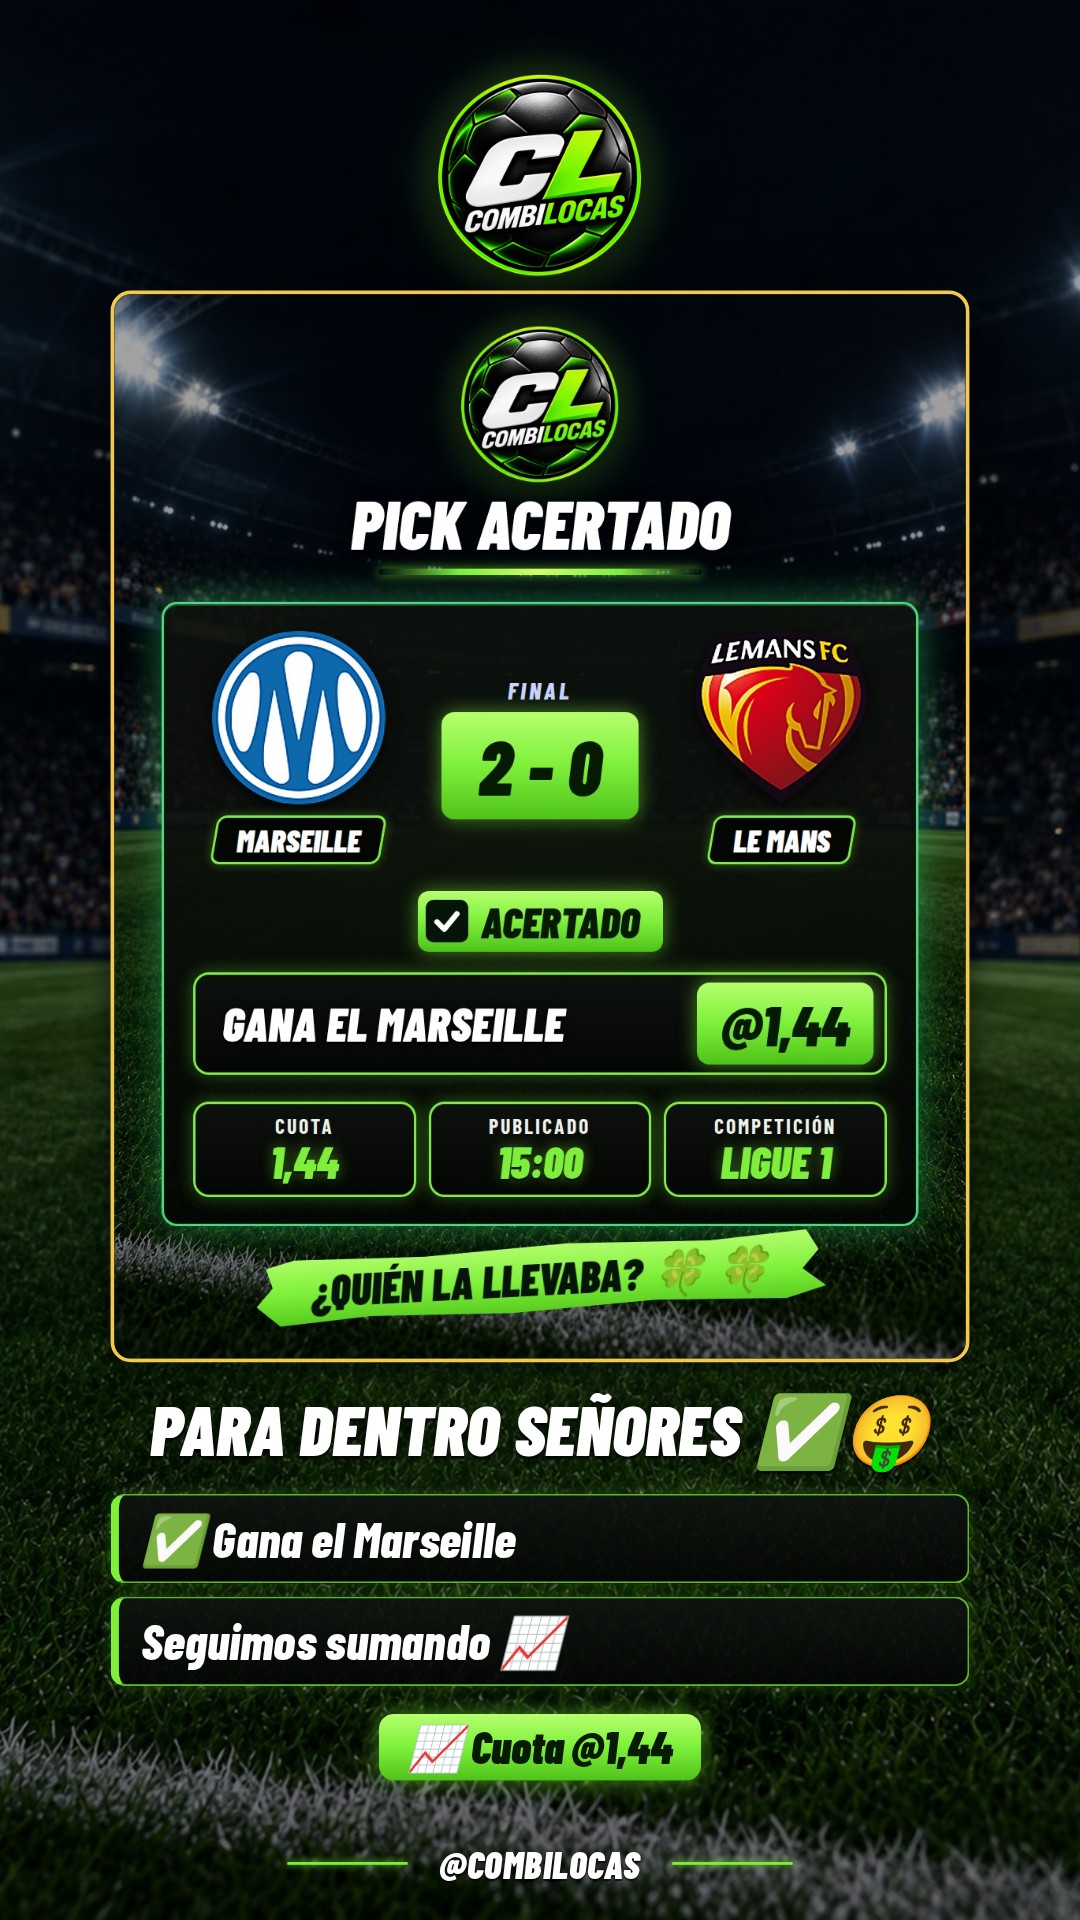 CL
COMBILOCAS
CL
COMBILOCAS
PICK ACERTADO
LEMANS FC
FINAL
2 - 0
MARSEILLE
LE MANS
✓ ACERTADO
GANA EL MARSEILLE
@1,44
CUOTA
1,44
PUBLICADO
15:00
COMPETICIÓN
LIGUE 1
¿QUIÉN LA LLEVABA? 🍀 🍀
PARA DENTRO SEÑORES ✅🤑
✅ Gana el Marseille
Seguimos sumando 📈
📈 Cuota @1,44
@COMBILOCAS